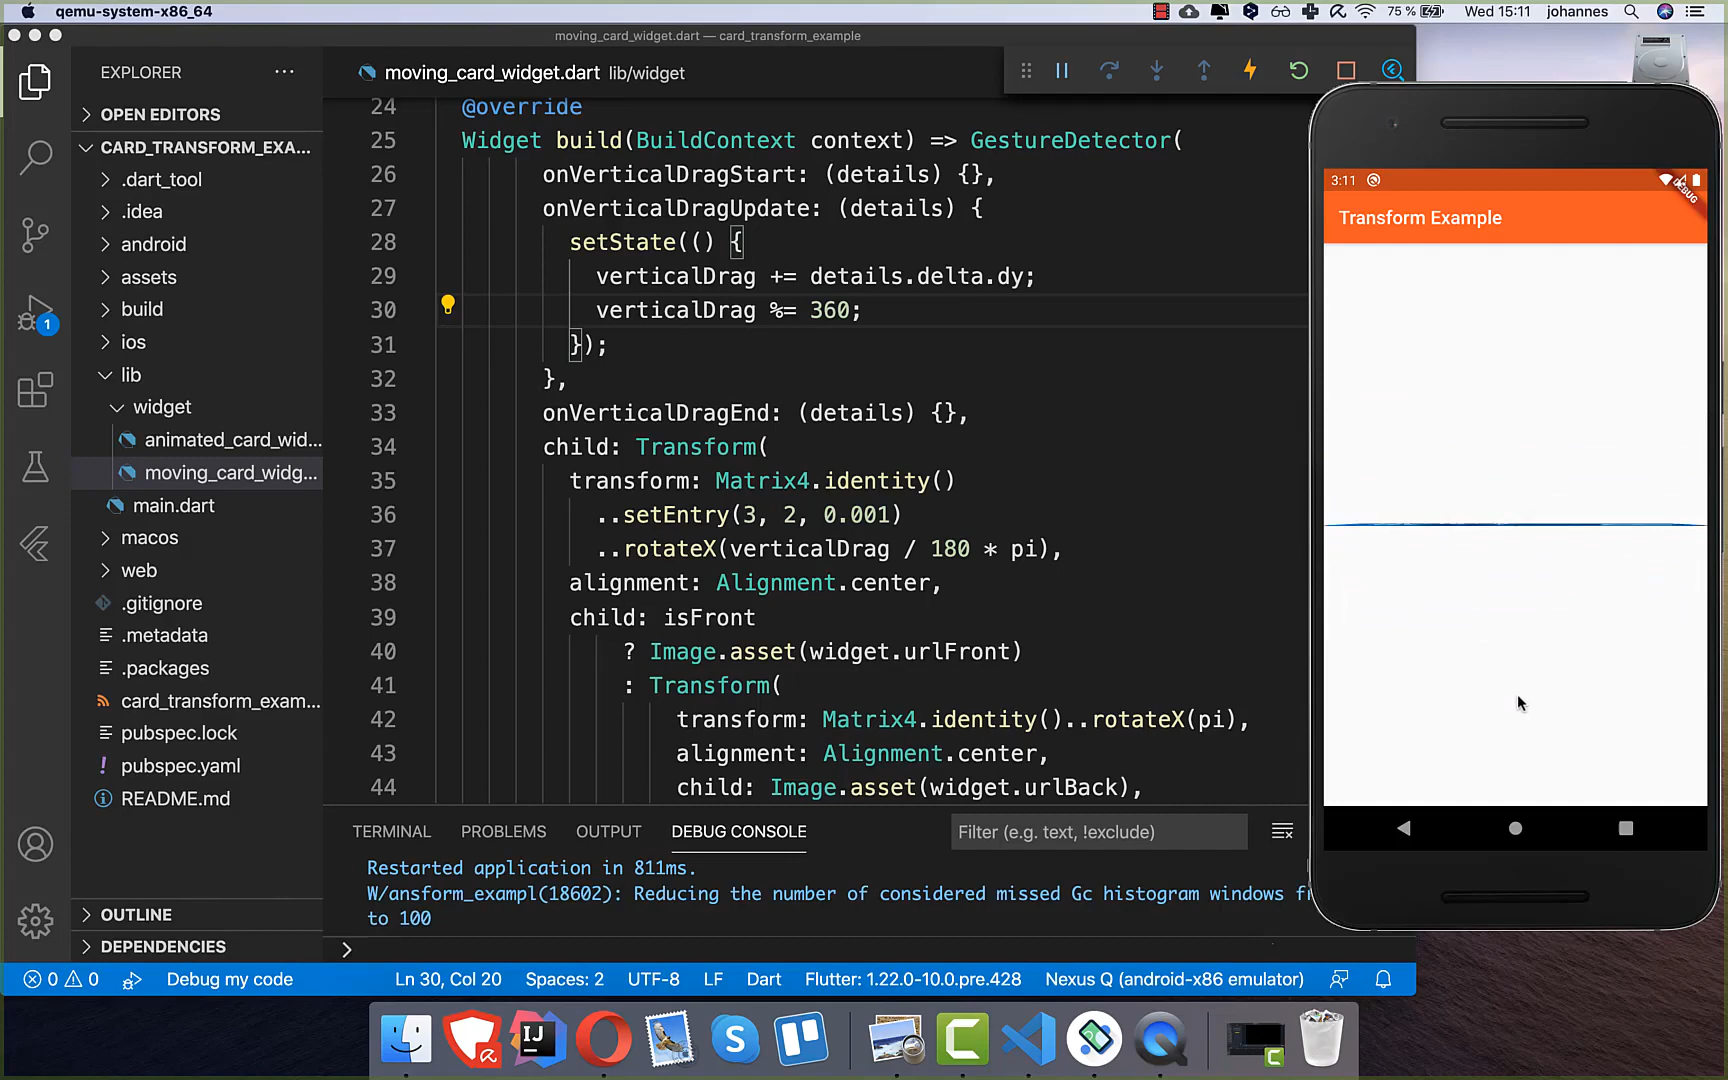 qemu-system-x86_64
75 %
Wed 15:11
johannes
moving_card_widget.dart — card_transform_example
EXPLORER
OPEN EDITORS
CARD_TRANSFORM_EXA...
.dart_tool
.idea
android
assets
build
ios
lib
widget
animated_card_wid...
moving_card_widg...
main.dart
macos
web
.gitignore
.metadata
.packages
card_transform_exam...
pubspec.lock
pubspec.yaml
README.md
OUTLINE
DEPENDENCIES
1
moving_card_widget.dart lib/widget
24 @override
25 Widget build(BuildContext context) => GestureDetector(
26 onVerticalDragStart: (details) {},
27 onVerticalDragUpdate: (details) {
28 setState(() {
29 verticalDrag += details.delta.dy;
30 verticalDrag %= 360;
31 });
32 },
33 onVerticalDragEnd: (details) {},
34 child: Transform(
35 transform: Matrix4.identity()
36 ..setEntry(3, 2, 0.001)
37 ..rotateX(verticalDrag / 180 * pi),
38 alignment: Alignment.center,
39 child: isFront
40 ? Image.asset(widget.urlFront)
41 : Transform(
42 transform: Matrix4.identity()..rotateX(pi),
43 alignment: Alignment.center,
44 child: Image.asset(widget.urlBack),
TERMINAL PROBLEMS OUTPUT DEBUG CONSOLE
Filter (e.g. text, !exclude)
Restarted application in 811ms.
W/ansform_exampl(18602): Reducing the number of considered missed Gc histogram windows f
to 100
3:11
DEBUG
Transform Example
0 0 Debug my code
Ln 30, Col 20
Spaces: 2
UTF-8
LF
Dart
Flutter: 1.22.0-10.0.pre.428
Nexus Q (android-x86 emulator)
IJ